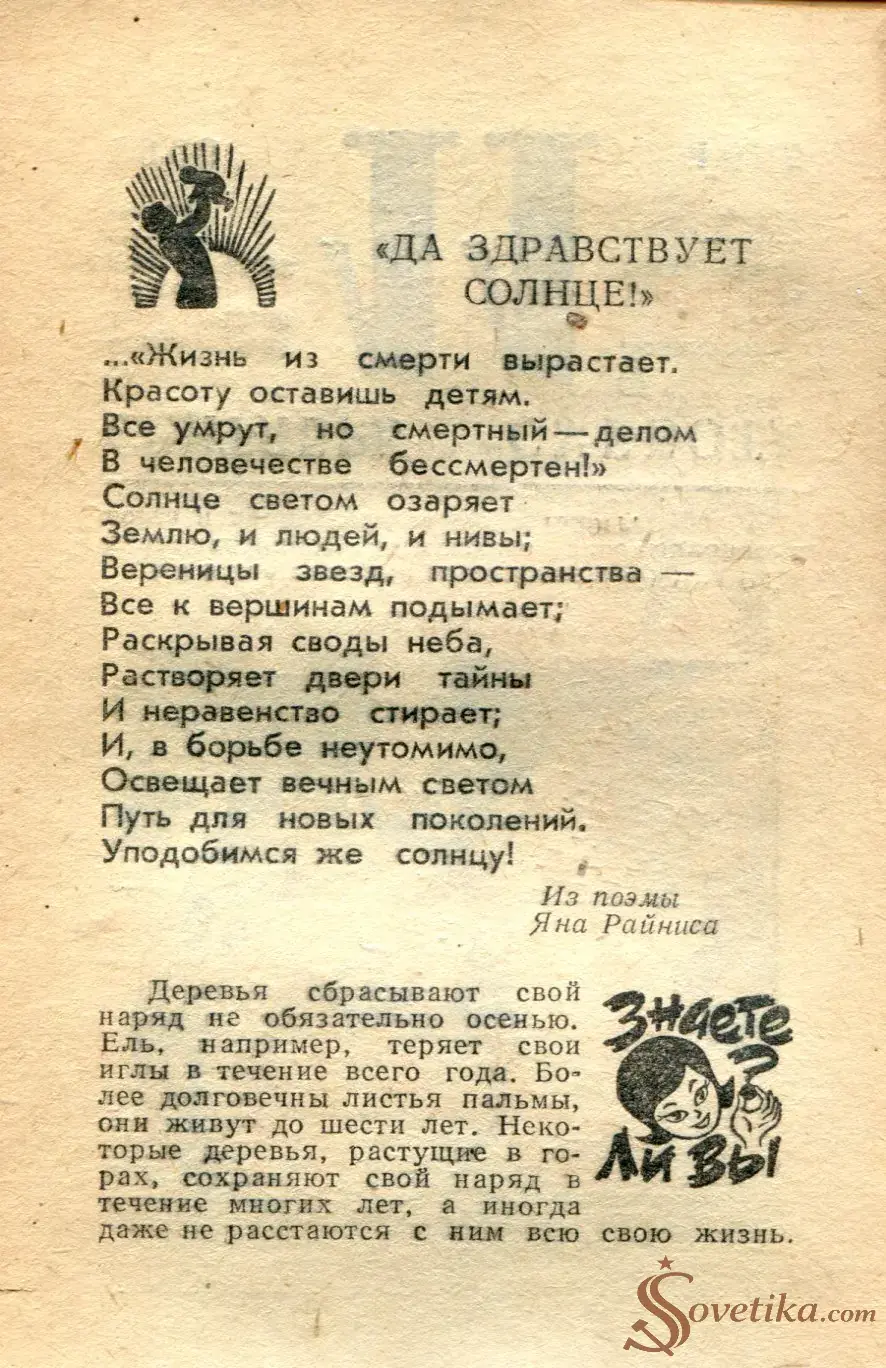 «ДА ЗДРАВСТВУЕТ
СОЛНЦЕ!»
...«Жизнь из смерти вырастает.
Красоту оставишь детям.
Все умрут, но смертный — делом
В человечестве бессмертен!»
Солнце светом озаряет
Землю, и людей, и нивы;
Вереницы звезд, пространства —
Все к вершинам подымает;
Раскрывая своды неба,
Растворяет двери тайны
И неравенство стирает;
И, в борьбе неутомимо,
Освещает вечным светом
Путь для новых поколений.
Уподобимся же солнцу!
Из поэмы
Яна Райниса
Деревья сбрасывают свой
наряд не обязательно осенью.
Ель, например, теряет свои
иглы в течение всего года. Бо-
лее долговечны листья пальмы,
они живут до шести лет. Неко-
торые деревья, растущие в го-
рах, сохраняют свой наряд в
течение многих лет, а иногда
даже не расстаются с ним всю свою жизнь.
Знаете
?
ли вы
Sovetika.com